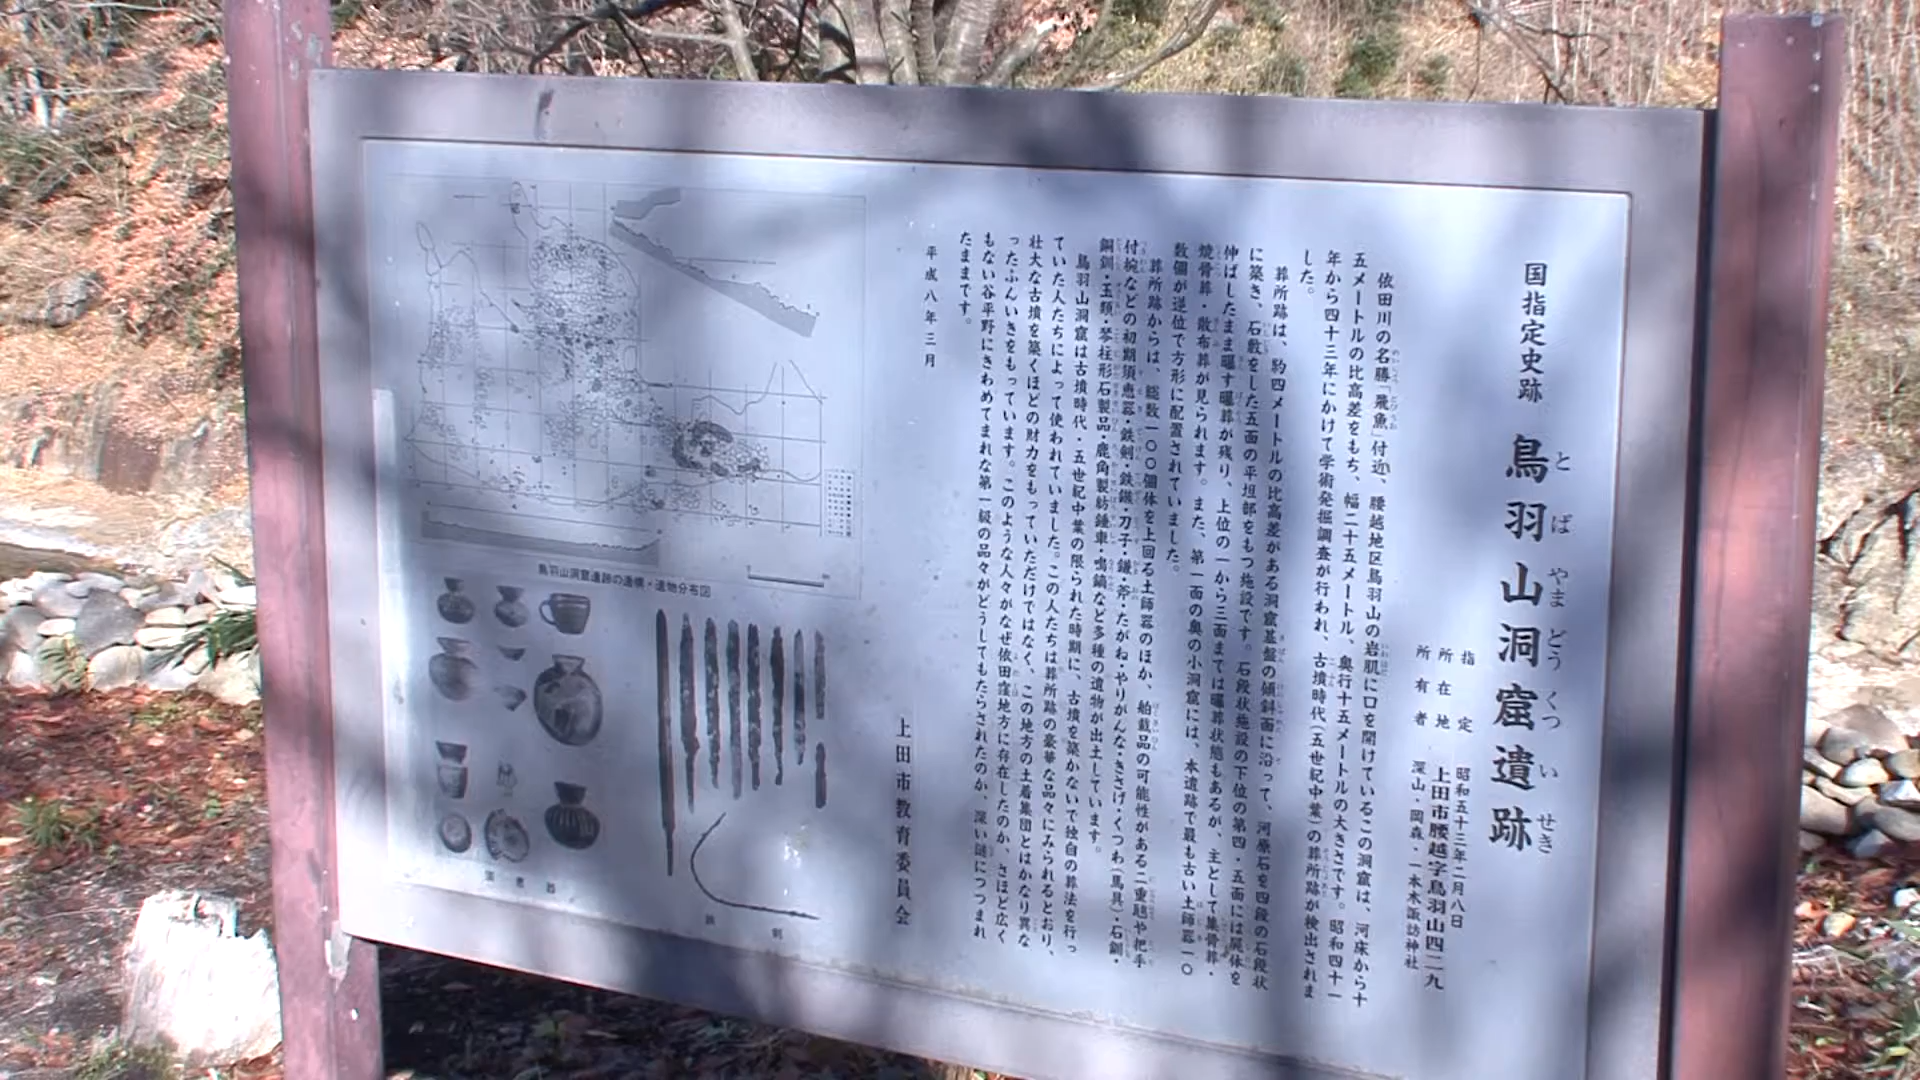 国指定史跡 鳥羽山洞窟遺跡
とばやまどうくついせき
指定 昭和五十三年二月八日
所在地 上田市腰越字鳥羽山四二九
所有者 深山・岡森・一本木諏訪神社
依田川の名勝「飛魚」付近、腰越地区鳥羽山の岩肌に口を開けているこの洞窟は、河床から十
五メートルの比高差をもち、幅二十五メートル、奥行十五メートルの大きさです。昭和四十一
年から四十三年にかけて学術発掘調査が行われ、古墳時代(五世紀中葉)の葬所跡が検出されま
した。
葬所跡は、約四メートルの比高差がある洞窟基盤の傾斜面に沿って、河原石を四段の石段状
に築き、石敷をした五面の平坦部をもつ施設です。石段状施設の下位の第四・五面には屍体を
伸ばしたまま曝す曝葬が残り、上位の一から三面までは曝葬状態もあるが、主として集骨葬・
焼骨葬・散布葬が見られます。また、第一面の奥の小洞窟には、本遺跡で最も古い土師器一〇
数個が逆位で方形に配置されていました。
葬所跡からは、総数一〇〇個体を上回る土師器のほか、舶載品の可能性がある二重𤭯や把手
付椀などの初期須恵器・鉄剣・鉄鏃・刀子・鎌・斧・たがね・やりがんな・きさげ・くつわ(馬具)・石釧・
銅釧・玉類・琴柱形石製品・鹿角製紡錘車・鳴鏑など多種の遺物が出土しています。
鳥羽山洞窟は古墳時代・五世紀中葉の限られた時期に、古墳を築かないで独自の葬法を行っ
ていた人たちによって使われていました。この人たちは葬所跡の豪華な品々にみられるとおり、
壮大な古墳を築くほどの財力をもっていただけではなく、この地方の土着集団とはかなり異な
ったふんいきをもっています。このような人々がなぜ依田窪地方に存在したのか、さほど広く
もない谷平野にきわめてまれな第一級の品々がどうしてもたらされたのか、深い謎につつまれ
たままです。
平成八年三月
上田市教育委員会
鳥羽山洞窟遺跡の遺構・遺物分布図
須恵器
鉄剣